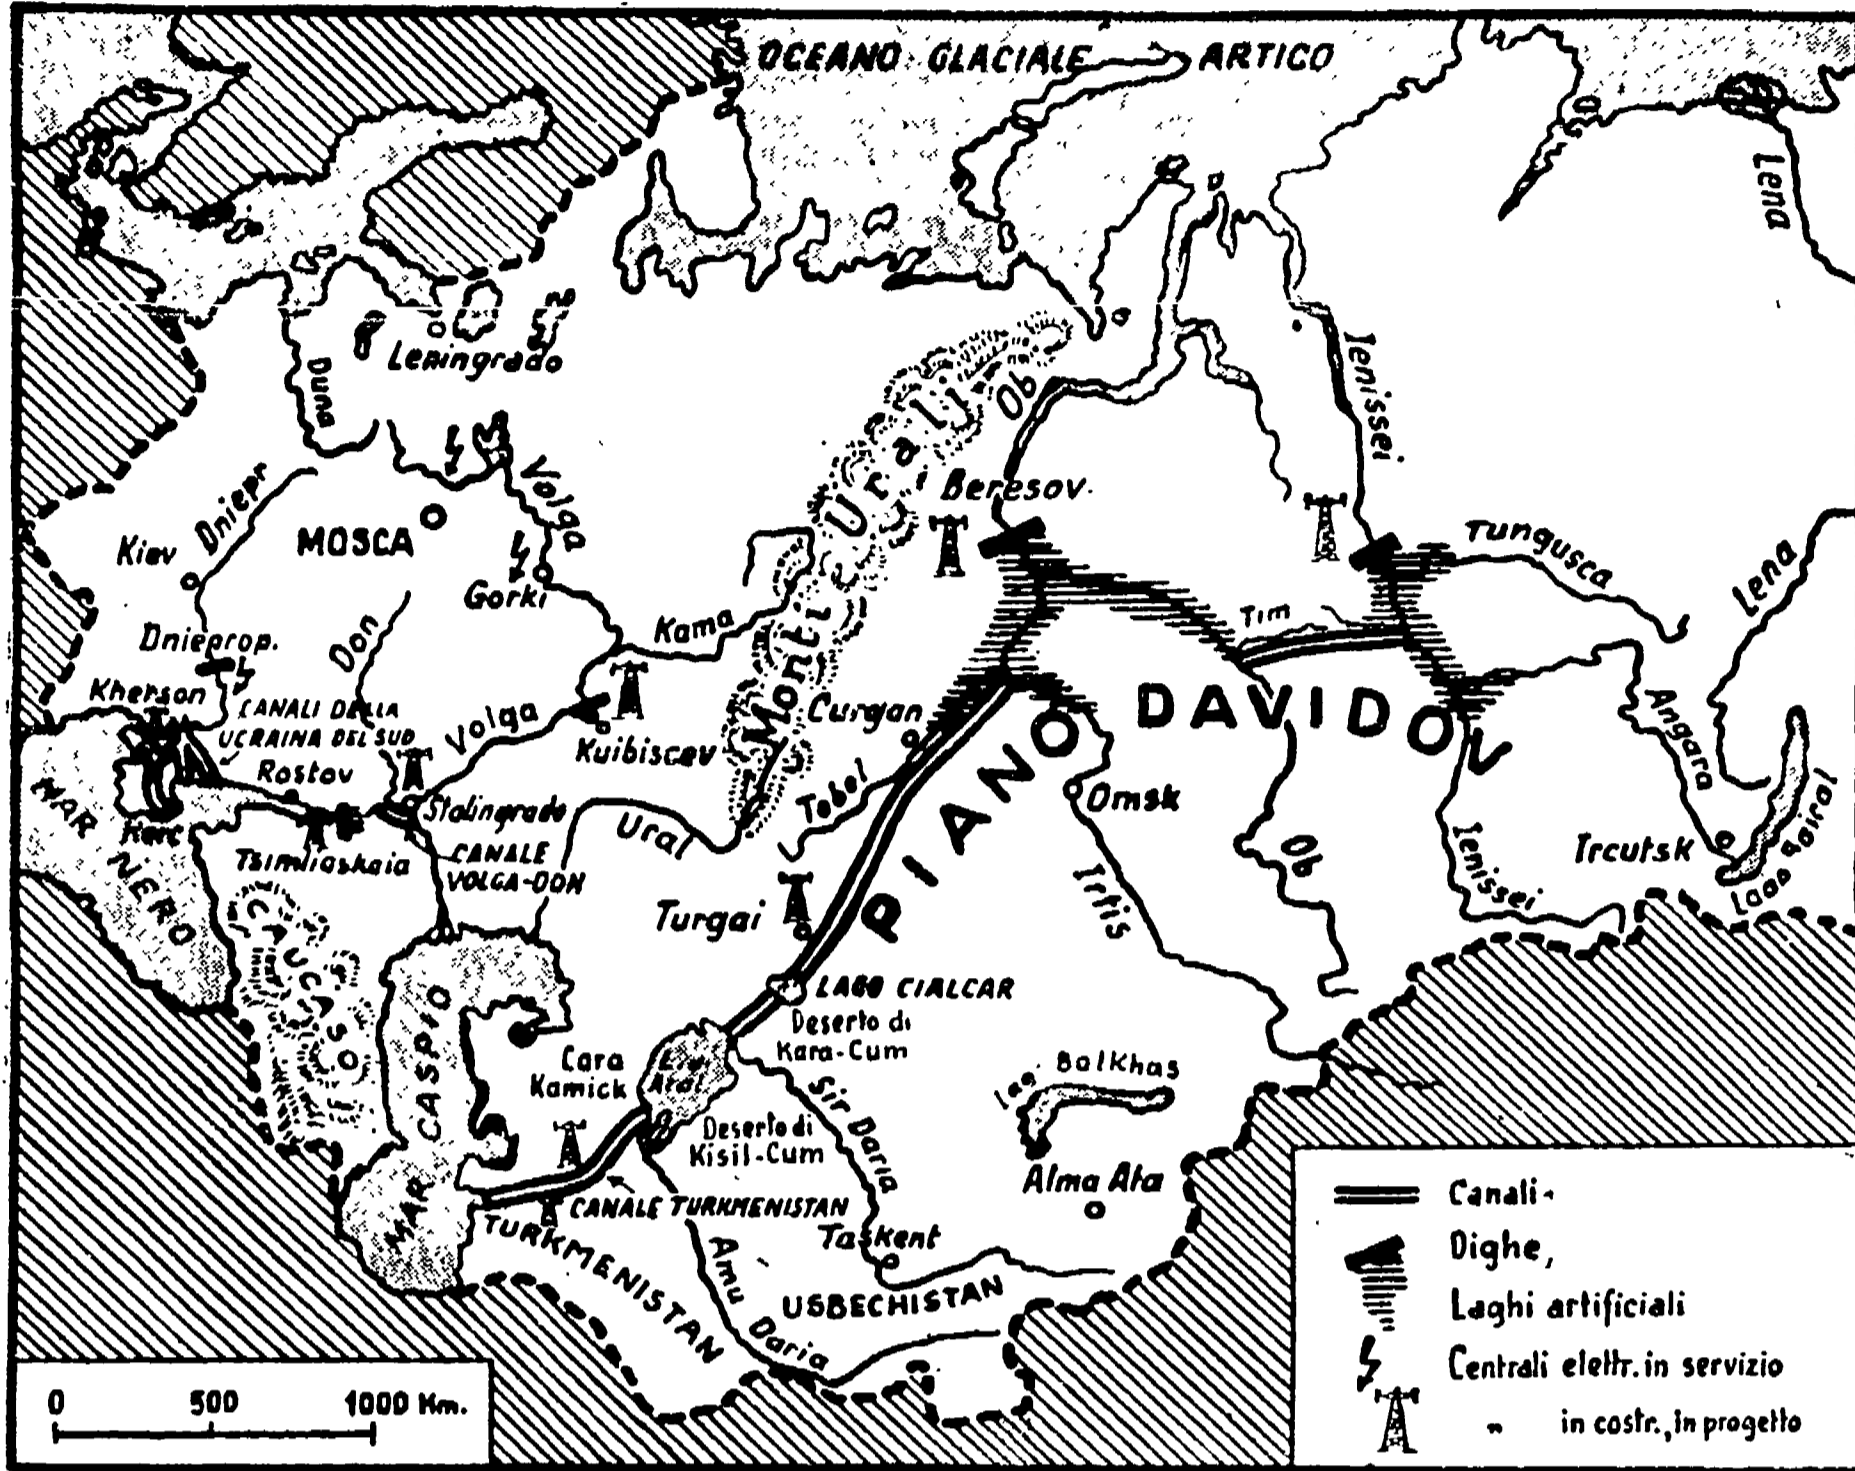 OCEANO GLACIALE ARTICO
Lena
Leningrado
Duna
Ob
Ienissei
Monti Urali
Beresov
Volga
Dniepr
MOSCA
Kiev
Gorki
Tungusca
Lena
Kama
Tim
Don
Dnieprop.
Kherson
CANALI DELLA
UCRAINA DEL SUD
Volga
Kuibiscev
Curgan
PIANO DAVIDOV
Angara
Rostov
Stalingrado
Kerc
Tsimliaskaia
CANALE
VOLGA-DON
Ural
Tobol
Omsk
Ob
Ienissei
Ircutsk
Lago Baical
MAR NERO
CAUCASO
Turgai
Irtis
LAGO CIALCAR
Deserto di
Kara-Cum
MAR CASPIO
Cara
Kamick
Aral
Sir Daria
Lag. Balkhas
Deserto di
Kisil-Cum
Alma Ata
CANALE TURKMENISTAN
TURKMENISTAN
Taskent
Amu Daria
USBECHISTAN
Canali
Dighe,
Laghi artificiali
Centrali elettr. in servizio
" in costr., in progetto
0 500 1000 Km.